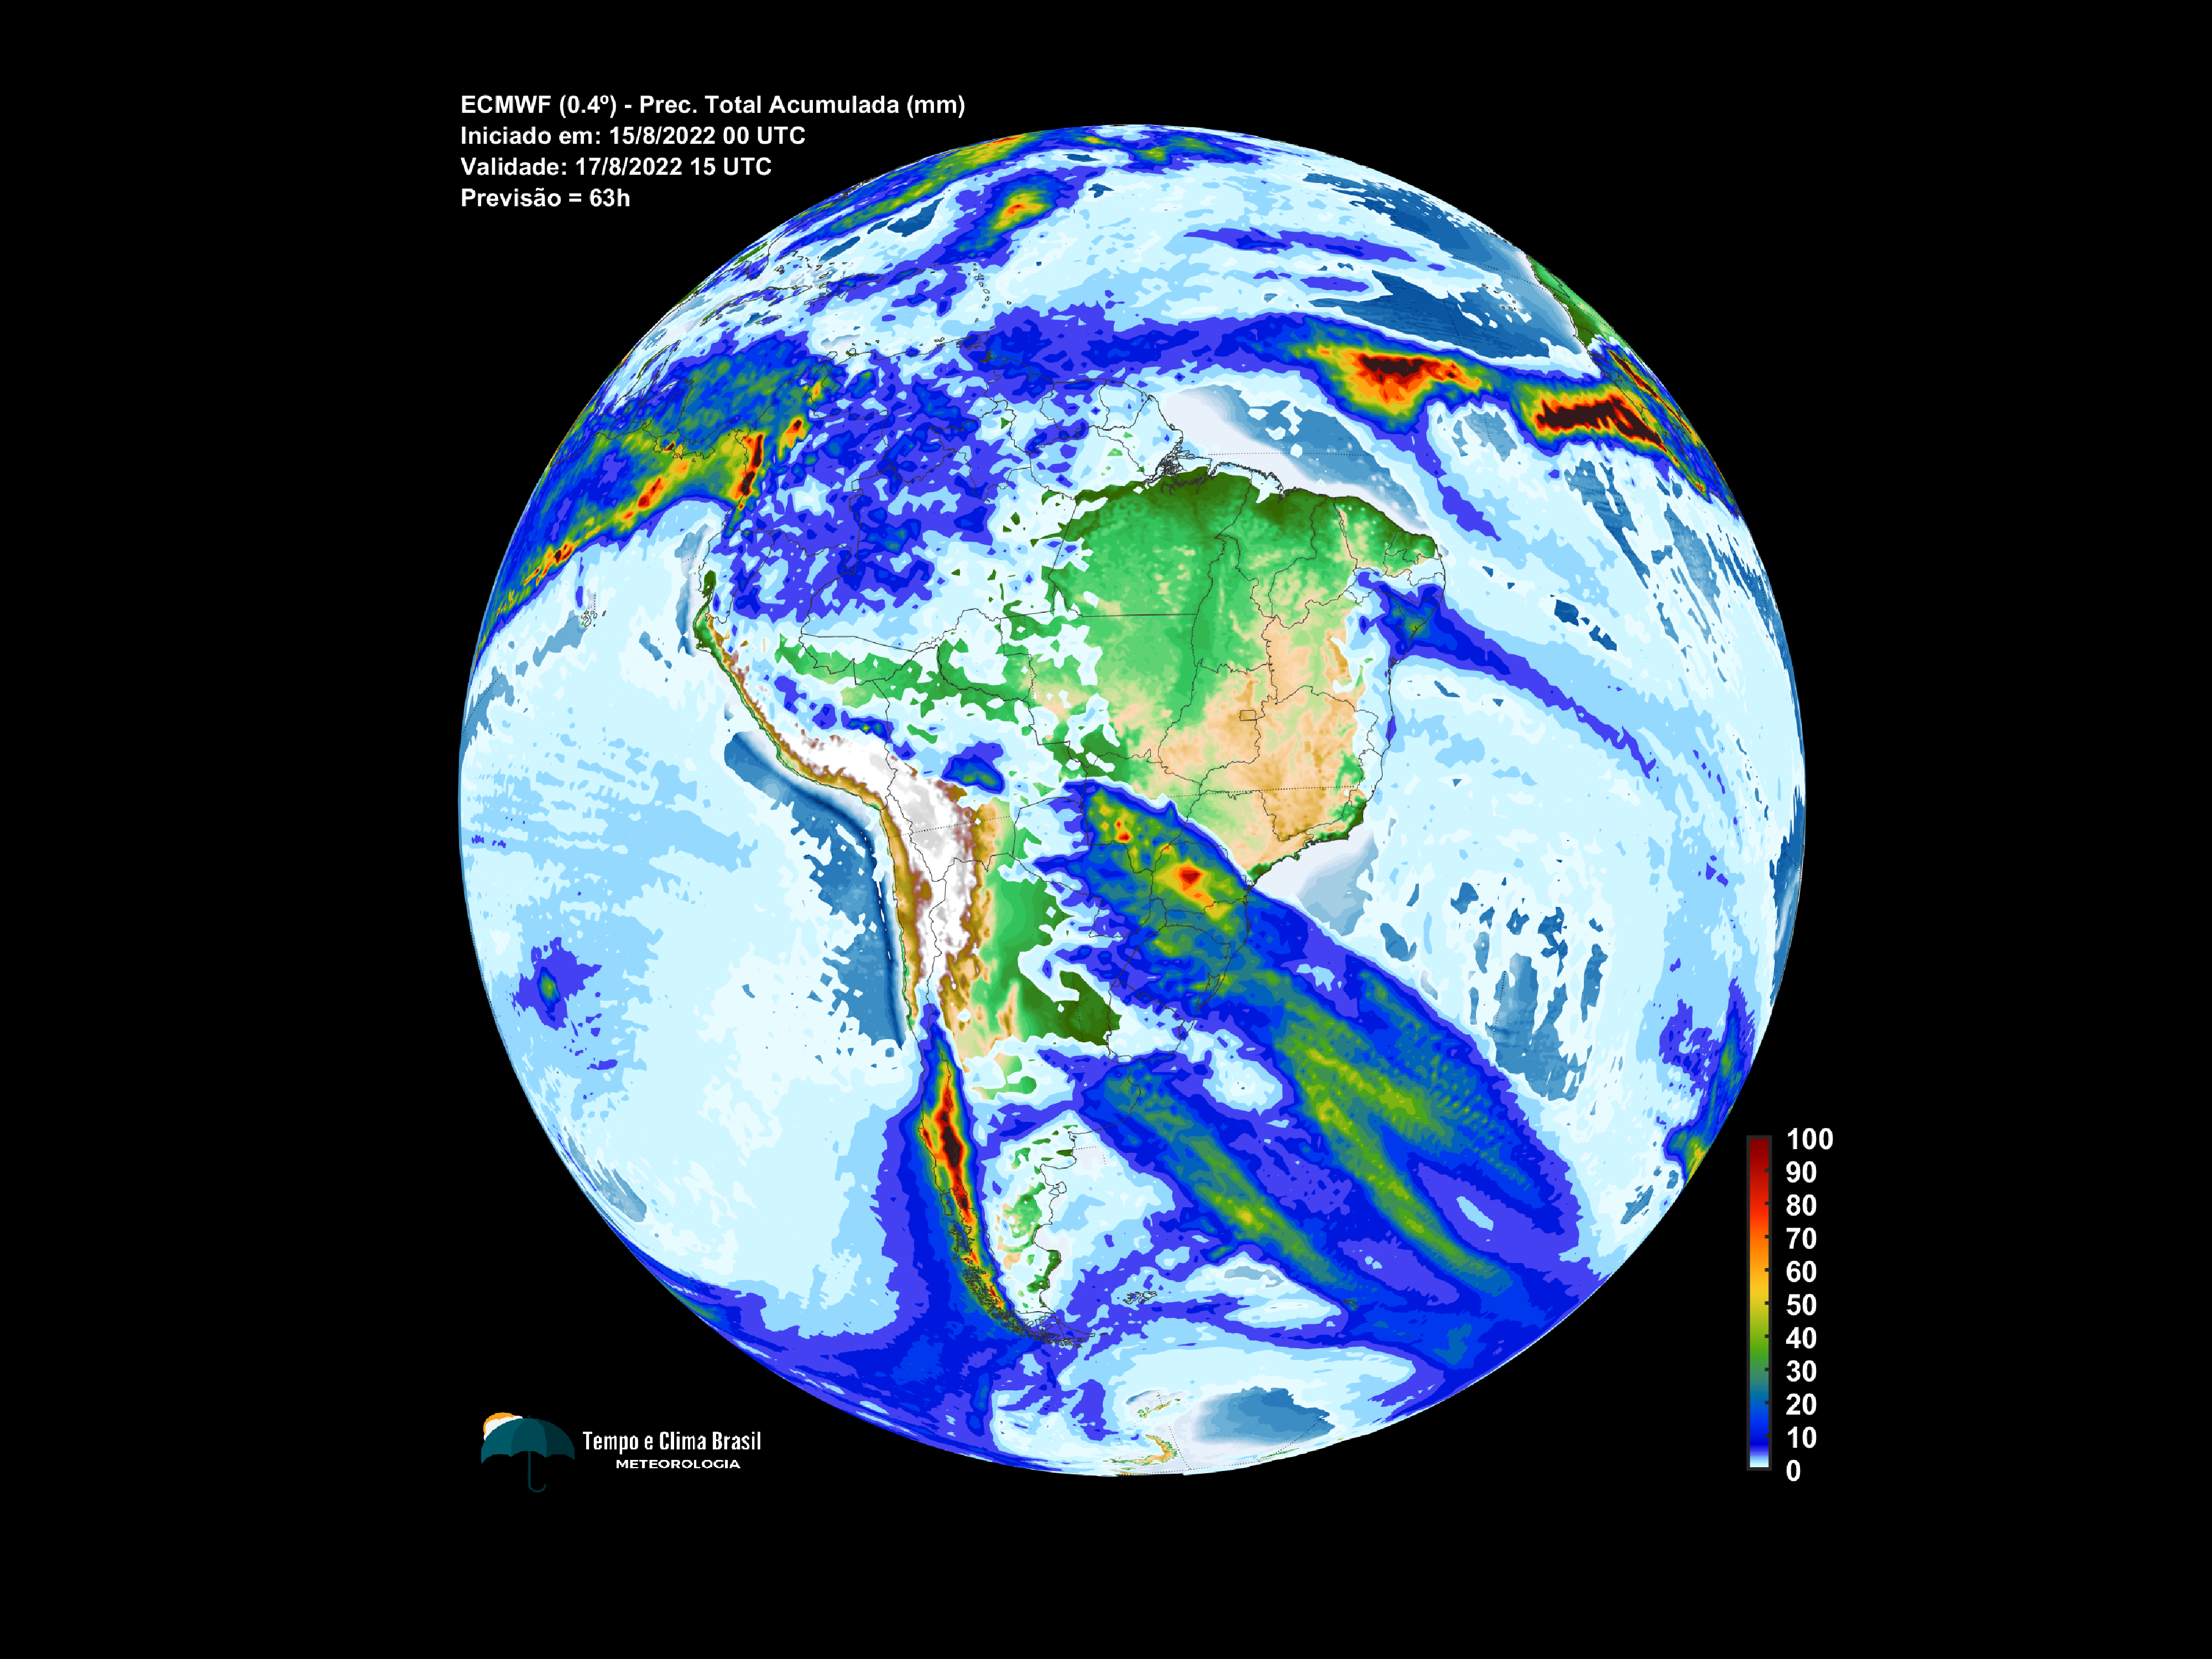 ECMWF (0.4º) - Prec. Total Acumulada (mm)
Iniciado em: 15/8/2022 00 UTC
Validade: 17/8/2022 15 UTC
Previsão = 63h
100
90
80
70
60
50
40
30
20
10
0
Tempo e Clima Brasil
METEOROLOGIA